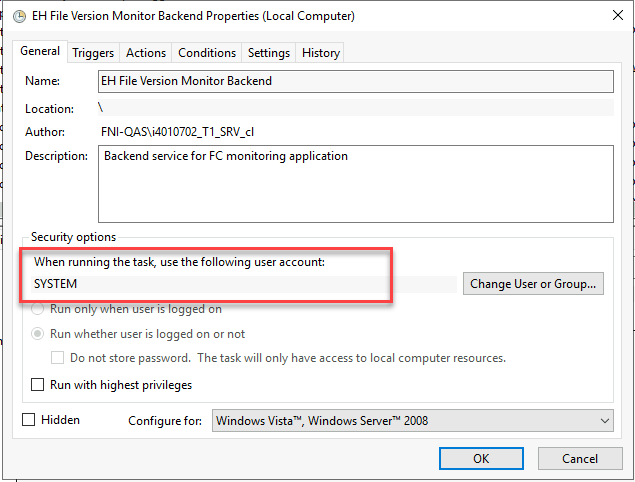 EH File Version Monitor Backend Properties (Local Computer)
General Triggers Actions Conditions Settings History
Name: EH File Version Monitor Backend
Location: \
Author: FNI-QAS\i4010702_T1_SRV_cl
Description: Backend service for FC monitoring application
Security options
When running the task, use the following user account:
SYSTEM Change User or Group...
Run only when user is logged on
Run whether user is logged on or not
Do not store password. The task will only have access to local computer resources.
Run with highest privileges
Hidden Configure for: Windows Vista™, Windows Server™ 2008
OK Cancel